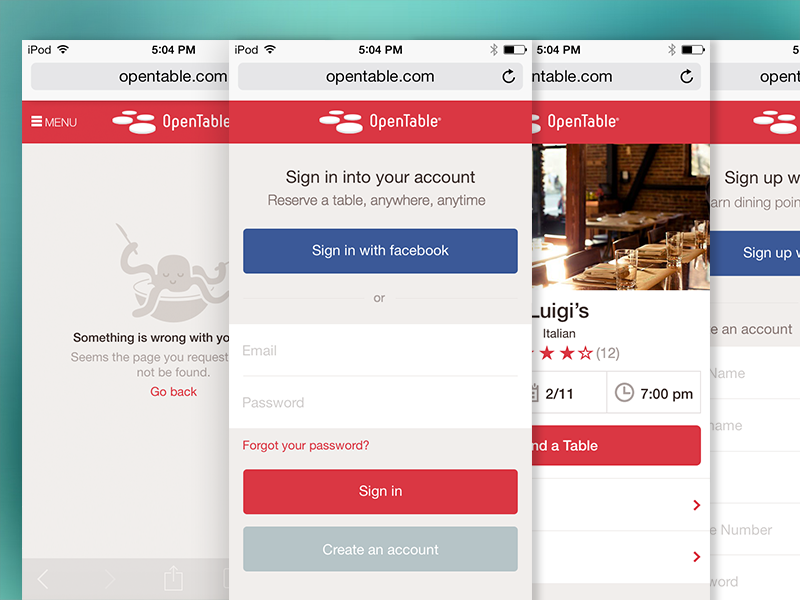 iPod
5:04 PM
opentable.com
MENU
OpenTable
Something is wrong with yo
Seems the page you request
not be found.
Go back
iPod
5:04 PM
opentable.com
OpenTable®
Sign in into your account
Reserve a table, anywhere, anytime
Sign in with facebook
or
Email
Password
Forgot your password?
Sign in
Create an account
5:04 PM
ntable.com
OpenTable®
Luigi's
Italian
(12)
2/11
7:00 pm
nd a Table
5
opent
Sign up w
arn dining poin
Sign up w
e an account
Name
name
e Number
word